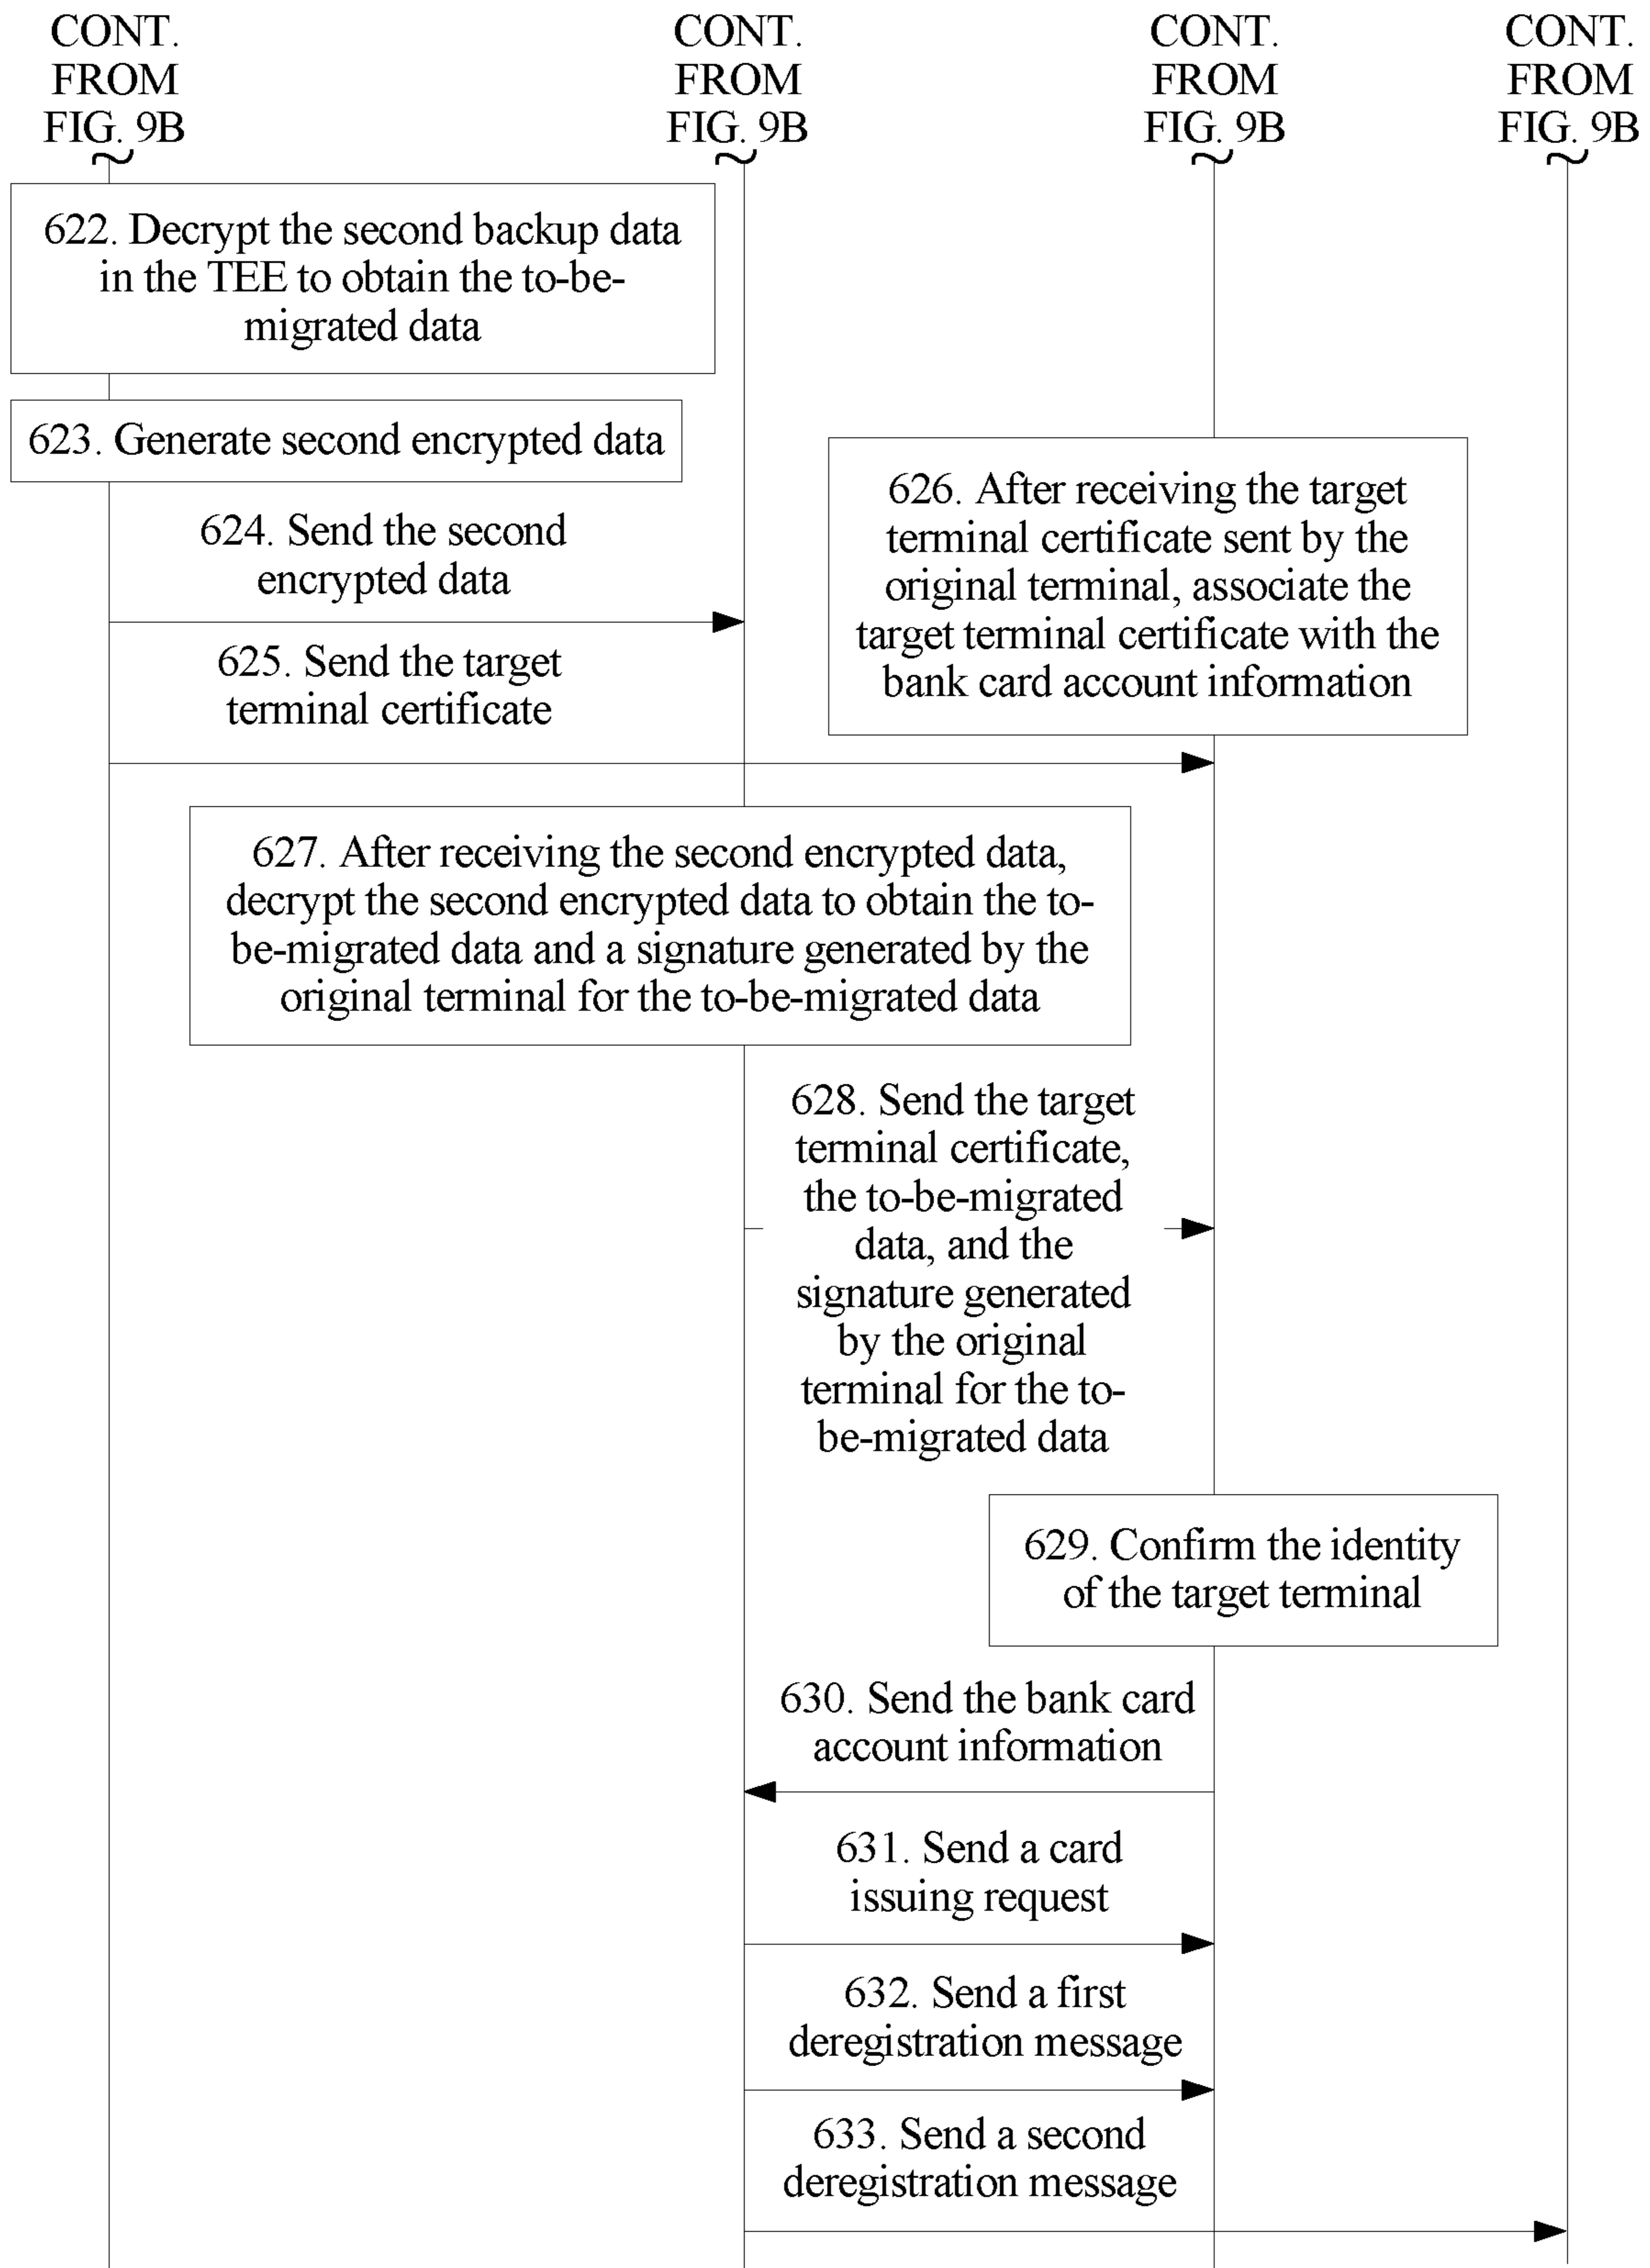 CONT.
FROM
FIG. 9B
CONT.
FROM
FIG. 9B
CONT.
FROM
FIG. 9B
CONT.
FROM
FIG. 9B
622. Decrypt the second backup data
in the TEE to obtain the to-be-
migrated data
623. Generate second encrypted data
624. Send the second
encrypted data
625. Send the target
terminal certificate
626. After receiving the target
terminal certificate sent by the
original terminal, associate the
target terminal certificate with the
bank card account information
627. After receiving the second encrypted data,
decrypt the second encrypted data to obtain the to-
be-migrated data and a signature generated by the
original terminal for the to-be-migrated data
628. Send the target
terminal certificate,
the to-be-migrated
data, and the
signature generated
by the original
terminal for the to-
be-migrated data
629. Confirm the identity
of the target terminal
630. Send the bank card
account information
631. Send a card
issuing request
632. Send a first
deregistration message
633. Send a second
deregistration message